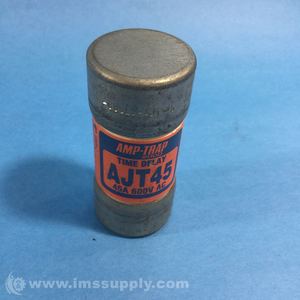 AMP-TRAP
TIME DELAY
AJT45
45A 600V AC
© www.imssupply.com